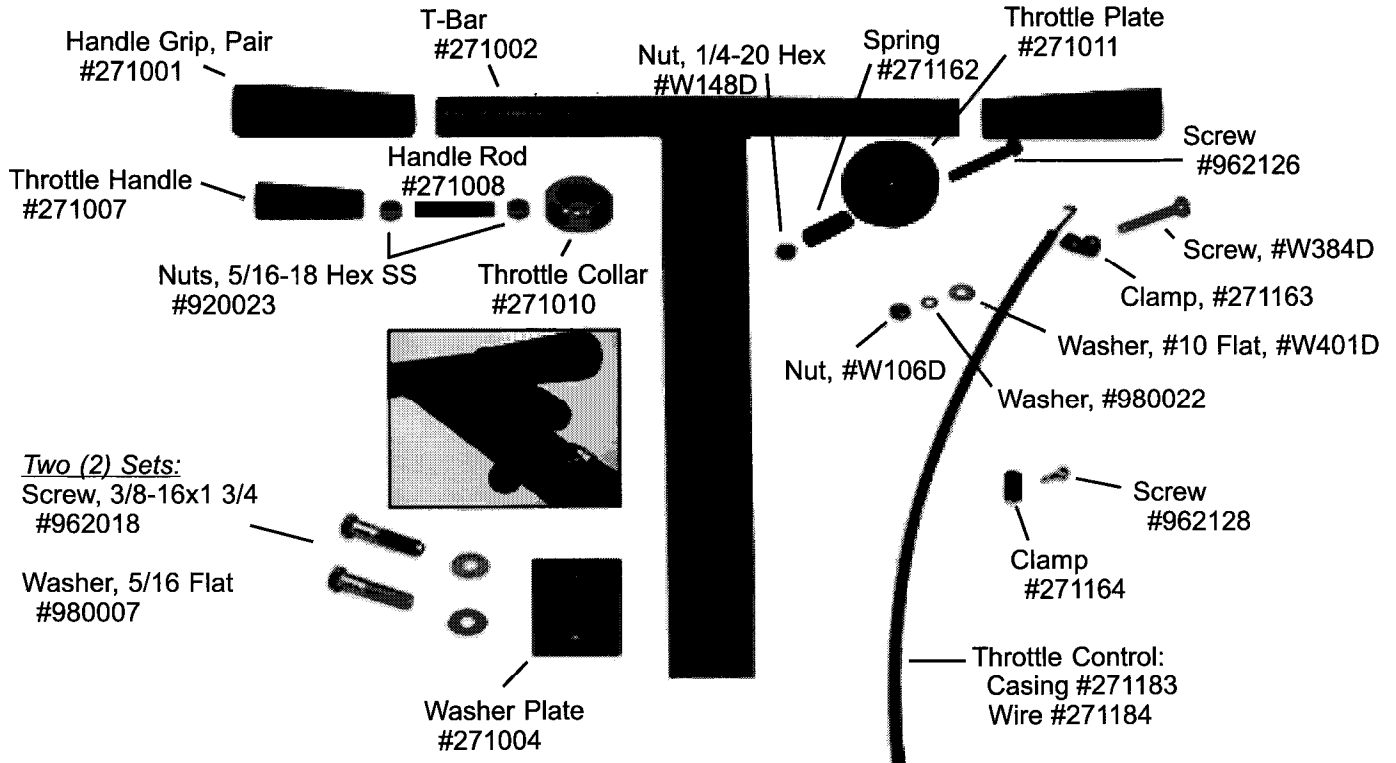 Handle Grip, Pair
#271001
T-Bar
#271002
Nut, 1/4-20 Hex
#W148D
Spring
#271162
Throttle Plate
#271011
Screw
#962126
Throttle Handle
#271007
Handle Rod
#271008
Nuts, 5/16-18 Hex SS
#920023
Throttle Collar
#271010
Screw, #W384D
Clamp, #271163
Washer, #10 Flat, #W401D
Nut, #W106D
Washer, #980022
Two (2) Sets:
Screw, 3/8-16x1 3/4
#962018
Washer, 5/16 Flat
#980007
Washer Plate
#271004
Screw
#962128
Clamp
#271164
Throttle Control:
Casing #271183
Wire #271184